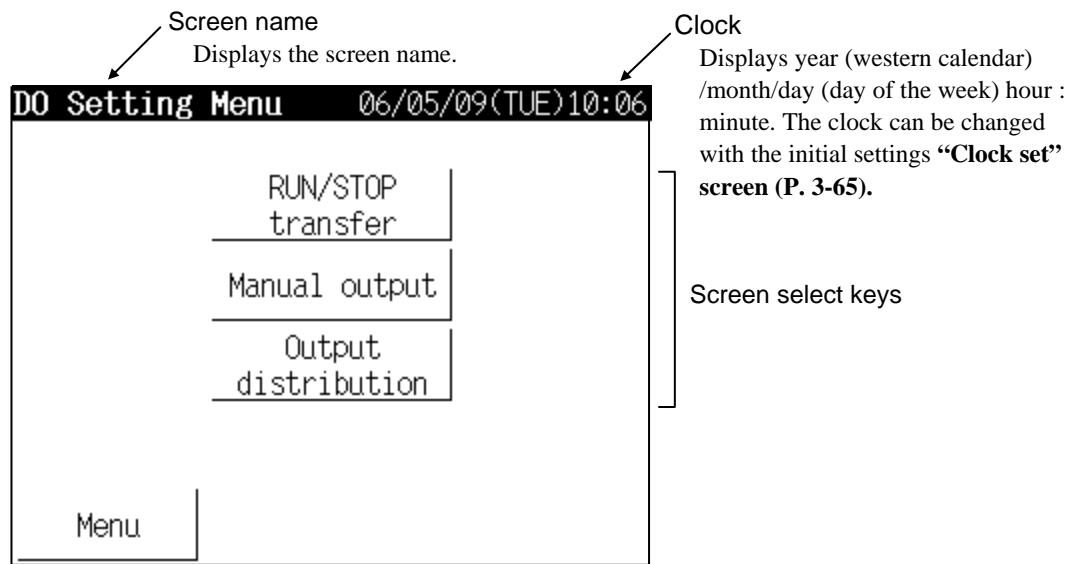 Screen name
Displays the screen name.
Clock
Displays year (western calendar)
/month/day (day of the week) hour :
minute. The clock can be changed
with the initial settings “Clock set”
screen (P. 3-65).
DO Setting Menu 06/05/09(TUE)10:06
RUN/STOP
transfer
Manual output
Output
distribution
Screen select keys
Menu